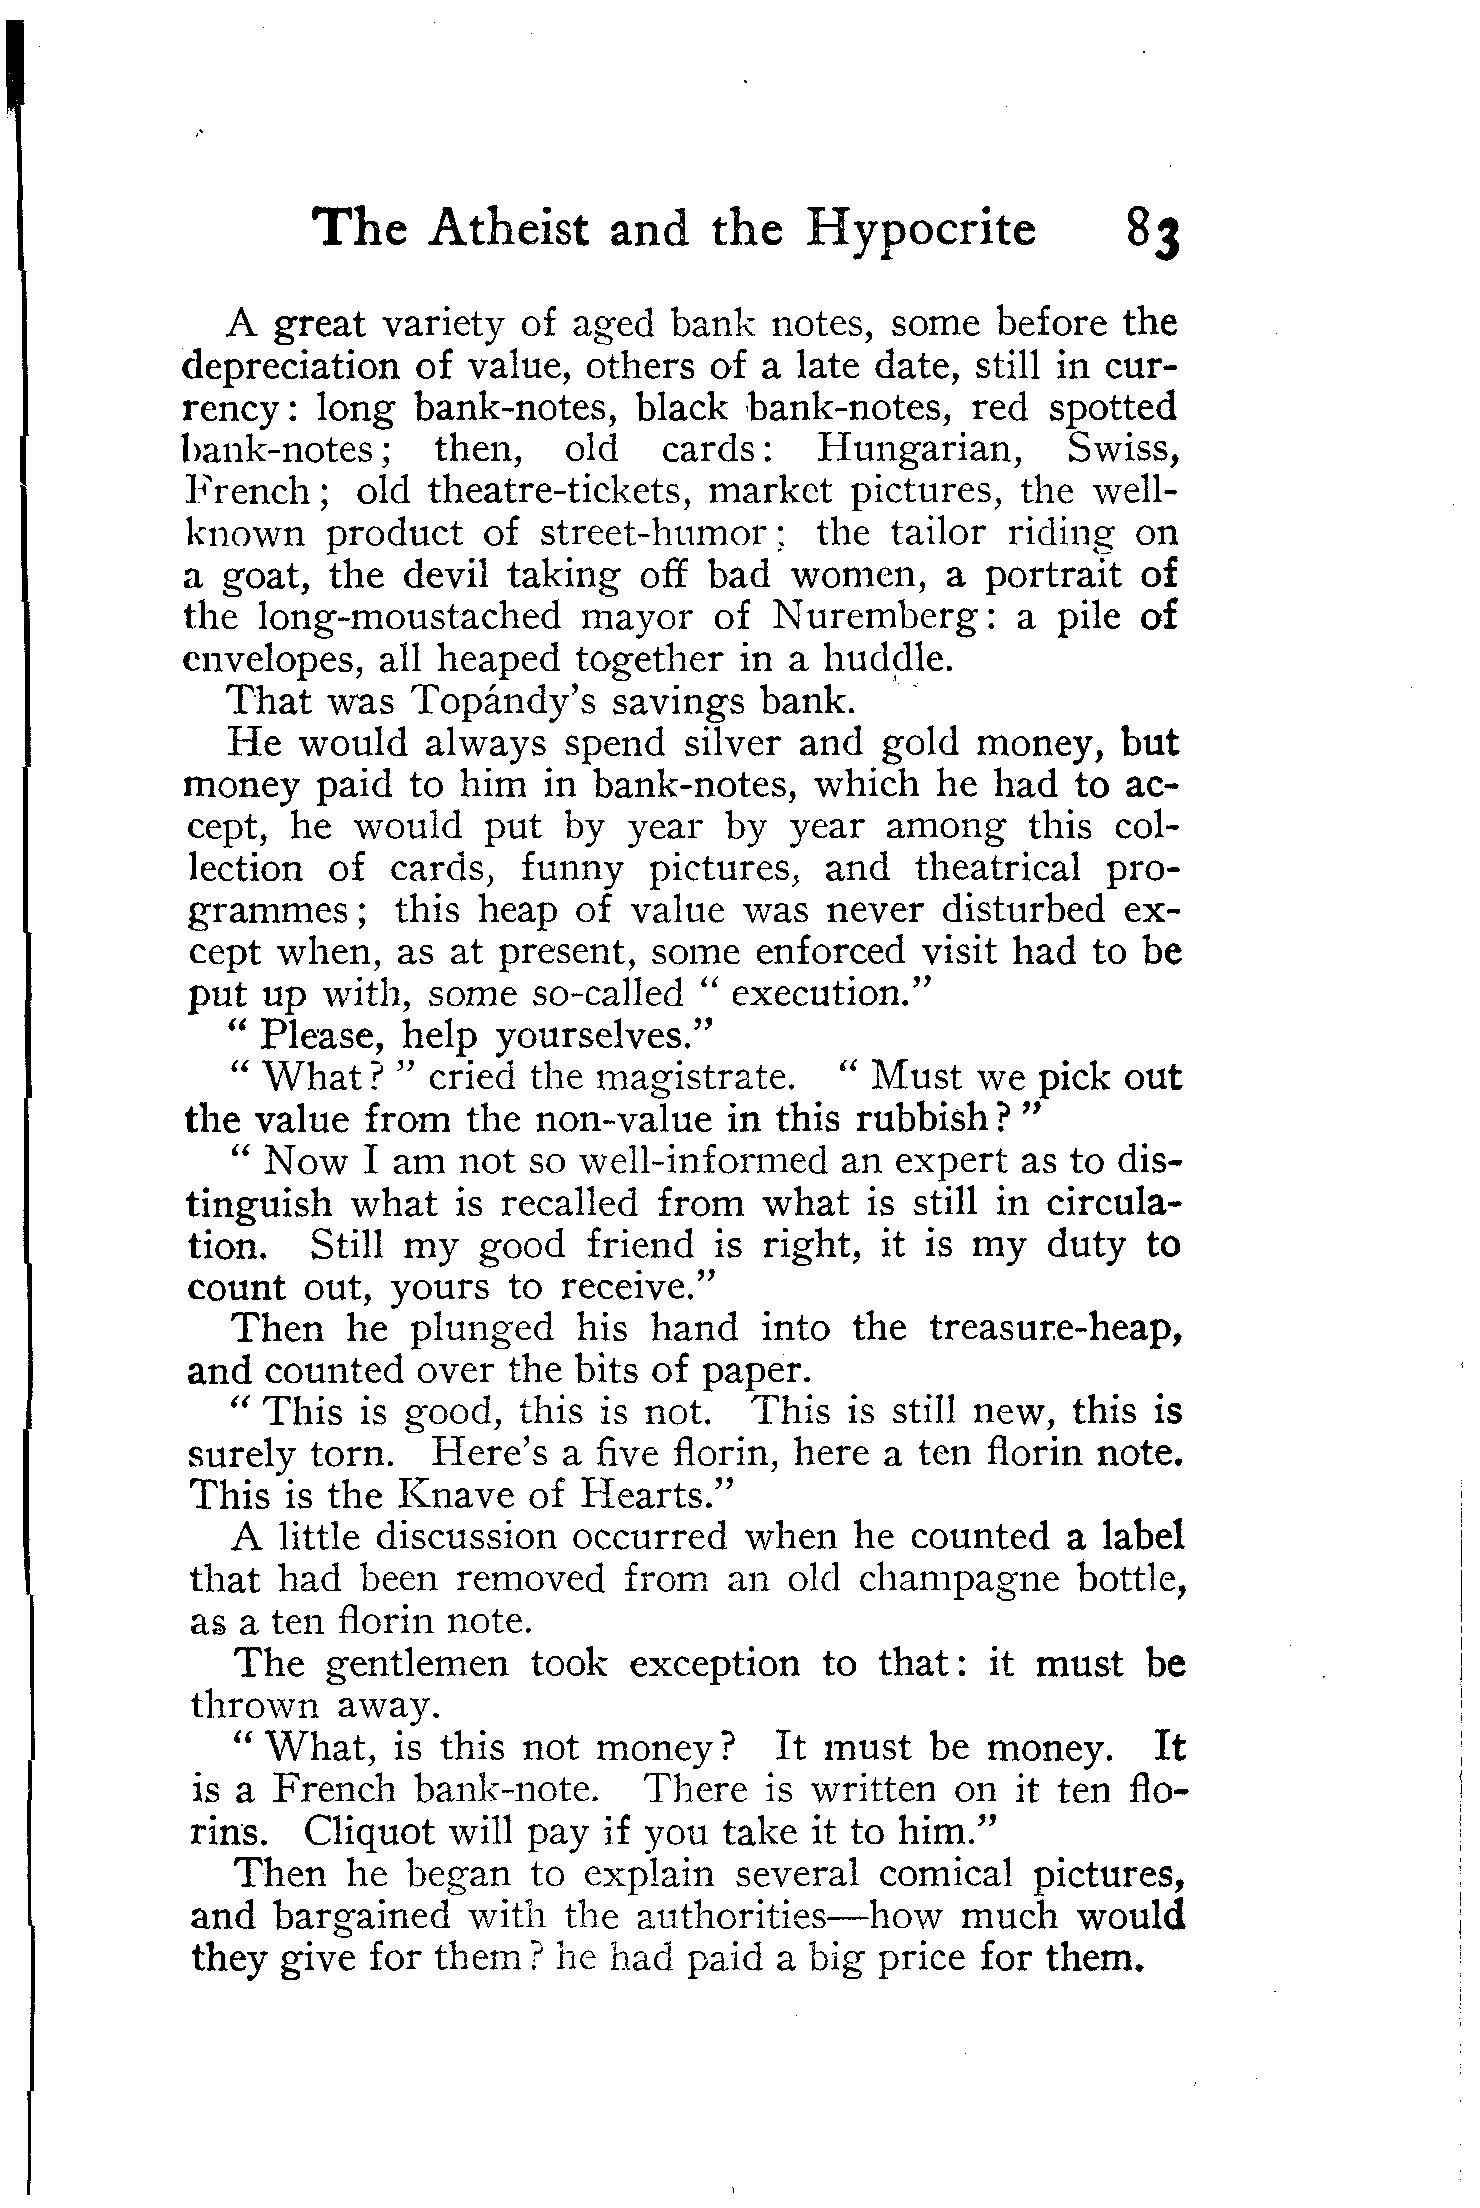 The Atheist and the Hypocrite 83
A great variety of aged bank notes, some before the
depreciation of value, others of a late date, still in cur-
rency: long bank-notes, black bank-notes, red spotted
bank-notes; then, old cards: Hungarian, Swiss,
French; old theatre-tickets, market pictures, the well-
known product of street-humor; the tailor riding on
a goat, the devil taking off bad women, a portrait of
the long-moustached mayor of Nuremberg: a pile of
envelopes, all heaped together in a huddle.
That was Topándy's savings bank.
He would always spend silver and gold money, but
money paid to him in bank-notes, which he had to ac-
cept, he would put by year by year among this col-
lection of cards, funny pictures, and theatrical pro-
grammes; this heap of value was never disturbed ex-
cept when, as at present, some enforced visit had to be
put up with, some so-called "execution."
"Please, help yourselves."
"What?" cried the magistrate. "Must we pick out
the value from the non-value in this rubbish?"
"Now I am not so well-informed an expert as to dis-
tinguish what is recalled from what is still in circula-
tion. Still my good friend is right, it is my duty to
count out, yours to receive."
Then he plunged his hand into the treasure-heap,
and counted over the bits of paper.
"This is good, this is not. This is still new, this is
surely torn. Here's a five florin, here a ten florin note.
This is the Knave of Hearts."
A little discussion occurred when he counted a label
that had been removed from an old champagne bottle,
as a ten florin note.
The gentlemen took exception to that: it must be
thrown away.
"What, is this not money? It must be money. It
is a French bank-note. There is written on it ten flo-
rins. Cliquot will pay if you take it to him."
Then he began to explain several comical pictures,
and bargained with the authorities—how much would
they give for them? he had paid a big price for them.